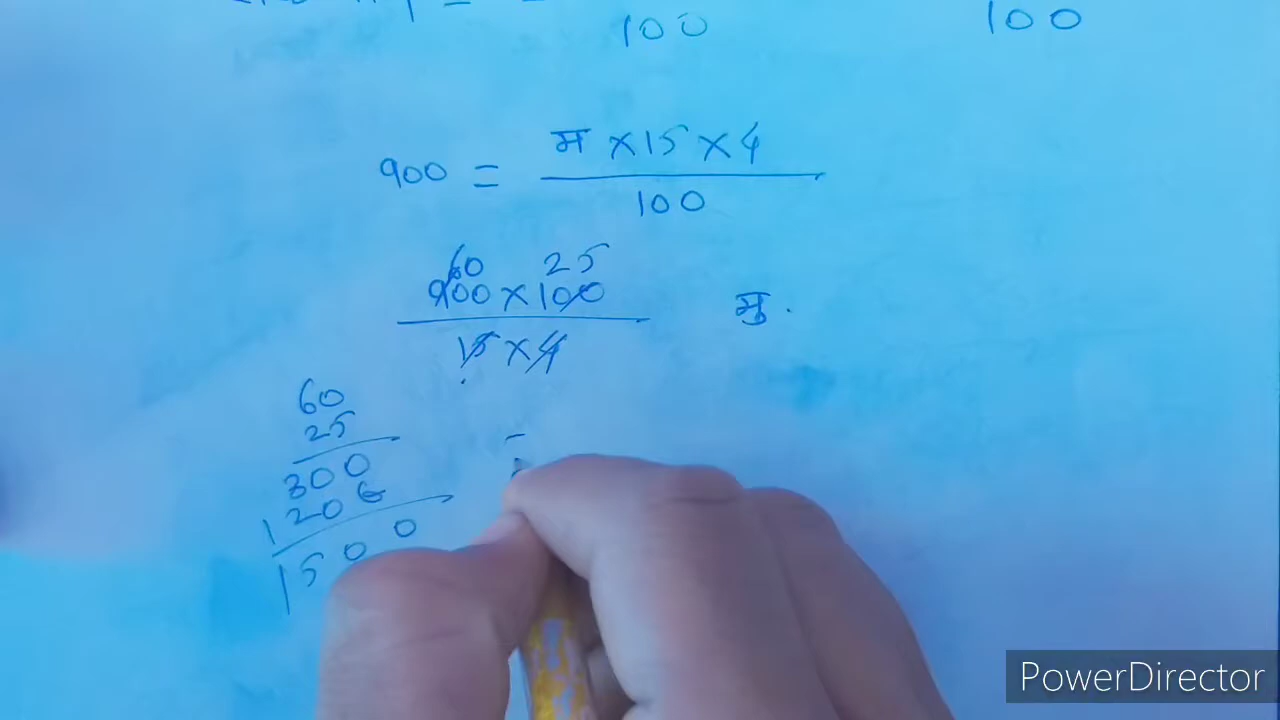 100 100
900 = म × 15 × 4
100
60 25
900 × 100 मु.
15 × 4
60
25
300
1200
1500
PowerDirector